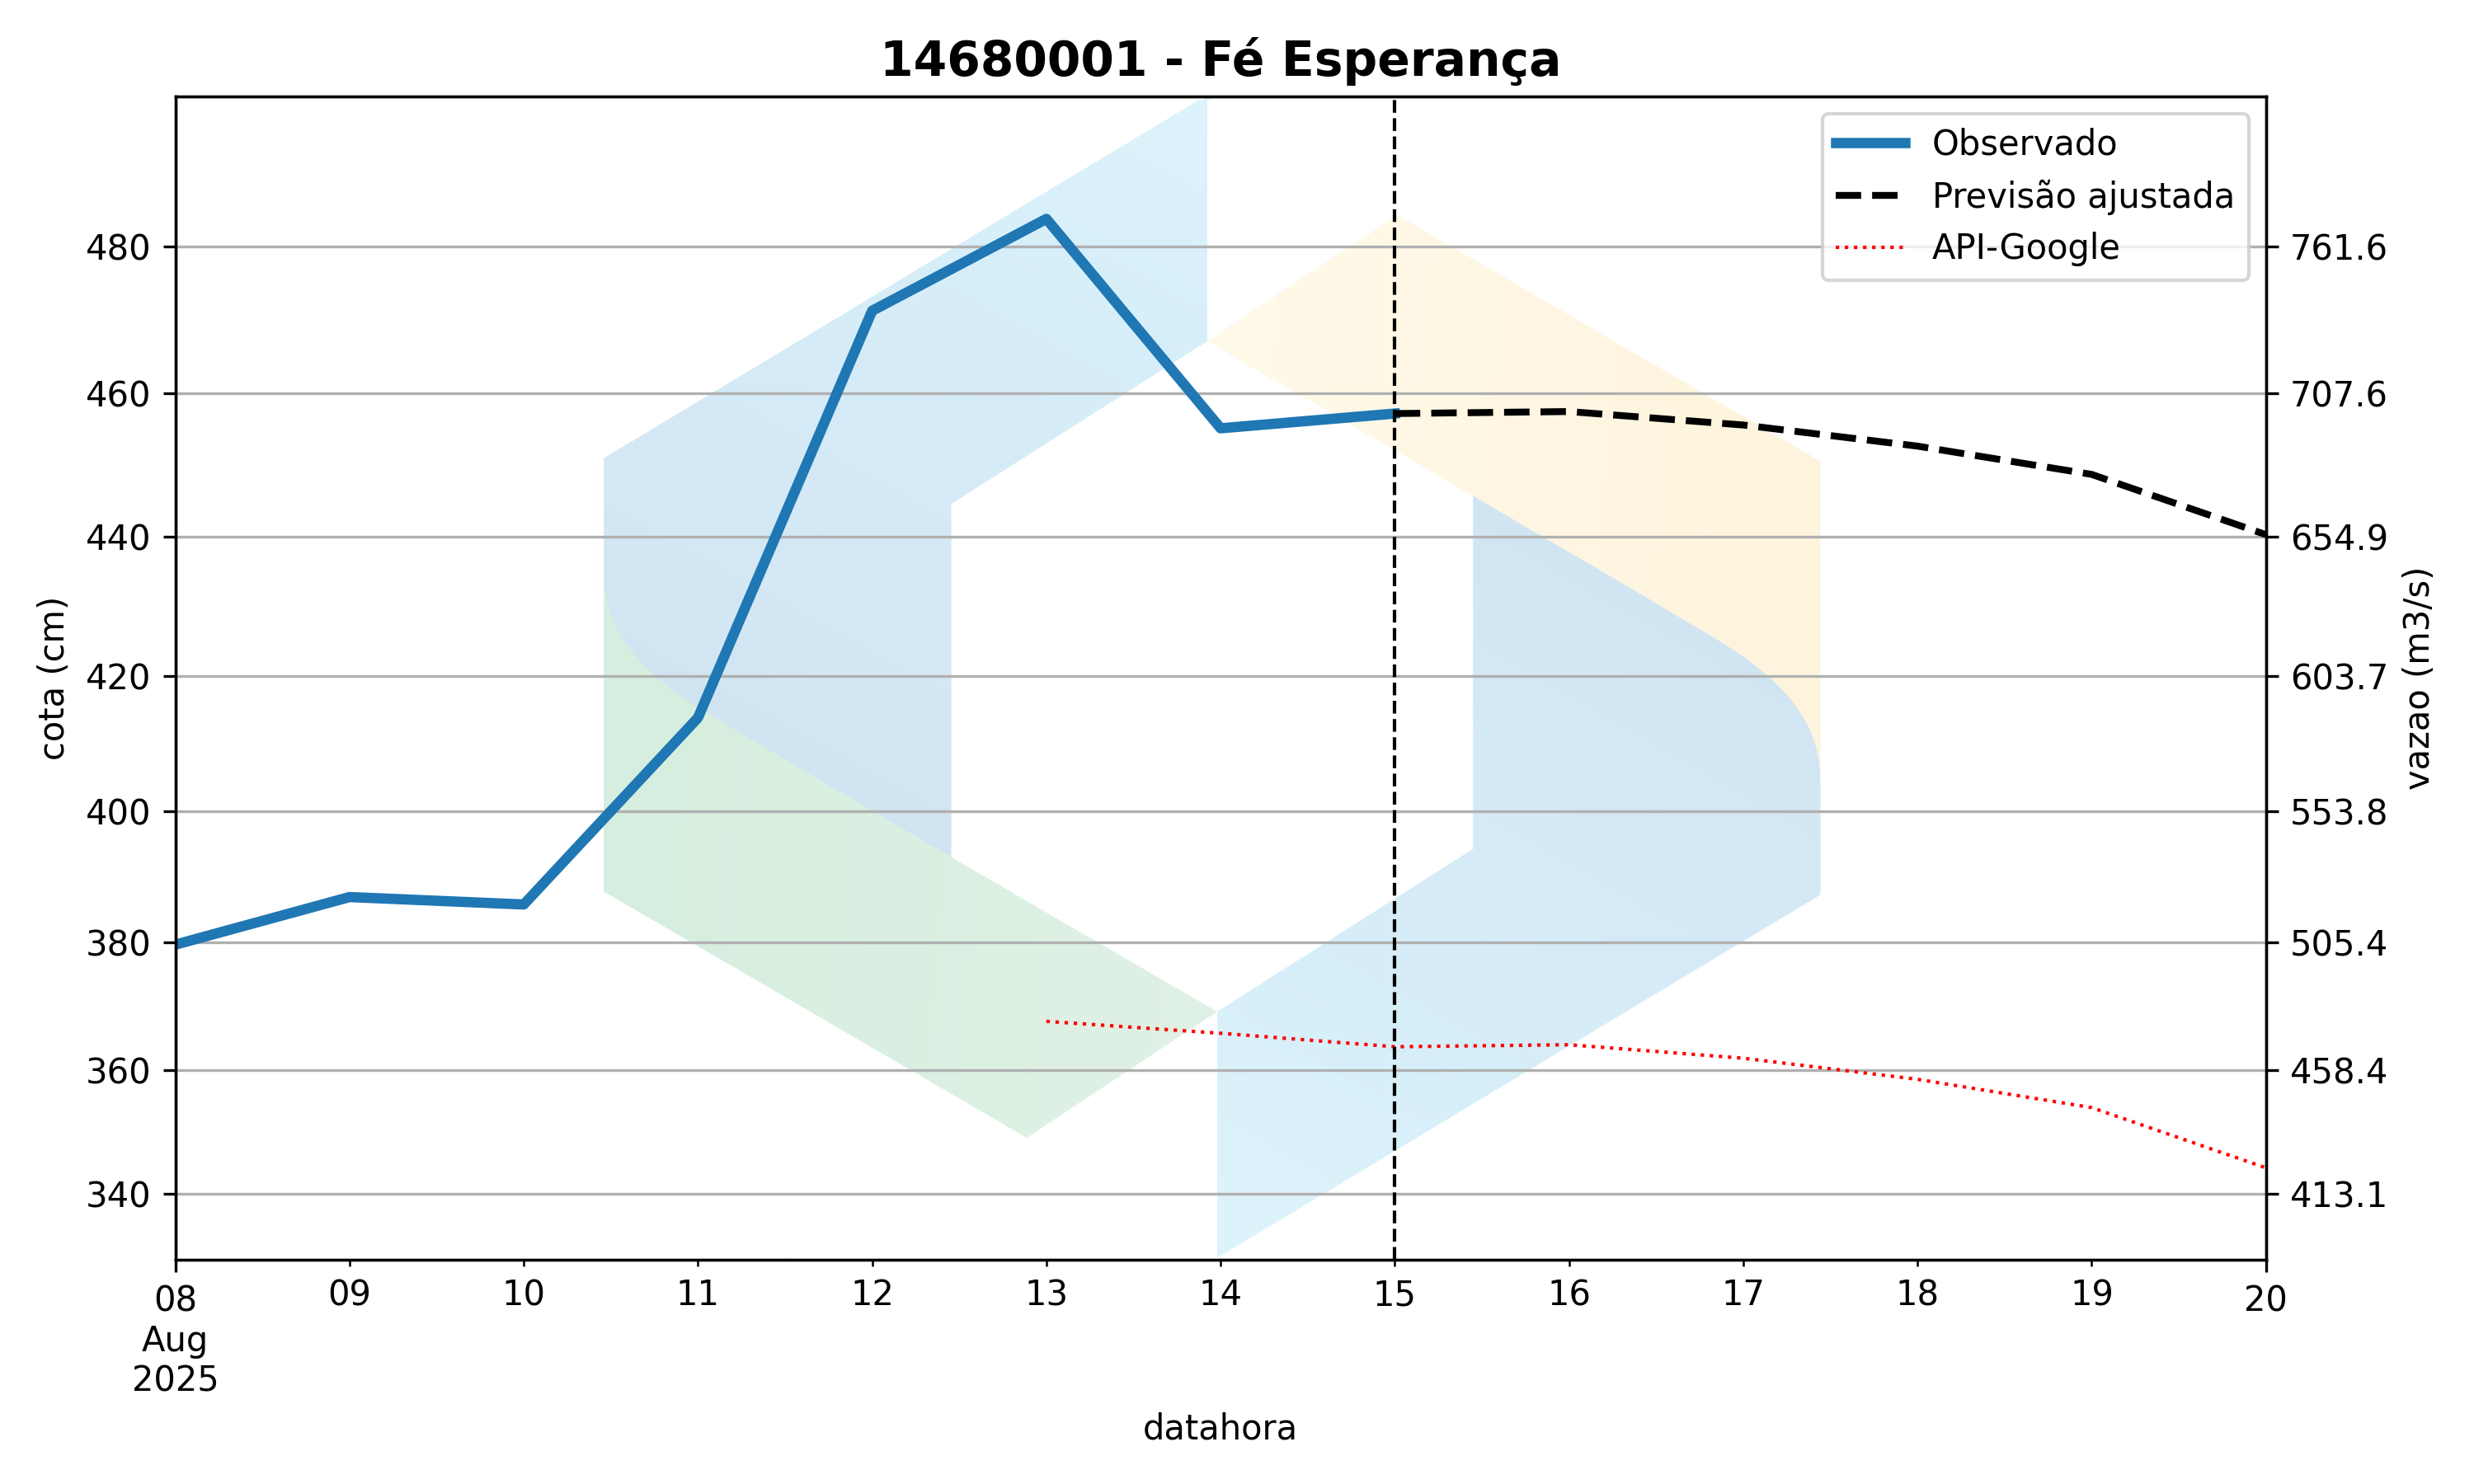 14680001 - Fé Esperança
Observado
Previsão ajustada
API-Google
480
460
440
420
400
380
360
340
cota (cm)
761.6
707.6
654.9
603.7
553.8
505.4
458.4
413.1
vazao (m3/s)
08 09 10 11 12 13 14 15 16 17 18 19 20
Aug
2025
datahora